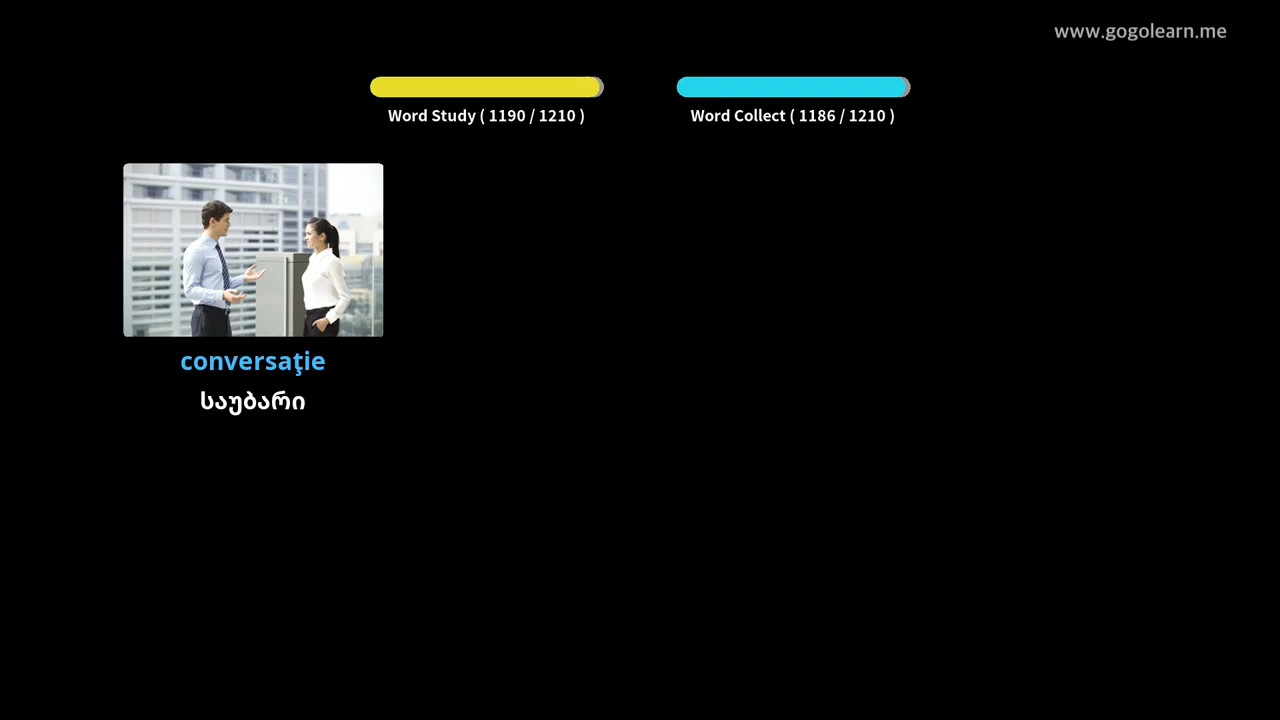 www.gogolearn.me
Word Study ( 1190 / 1210 )
Word Collect ( 1186 / 1210 )
conversaţie
საუბარი